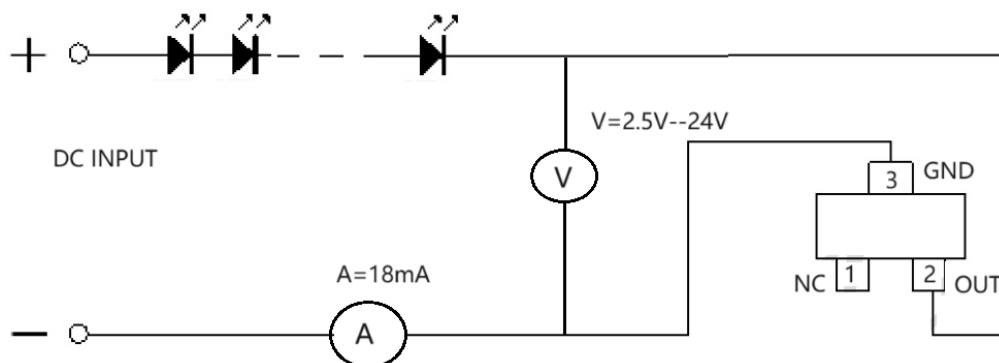 +
V=2.5V--24V
DC INPUT
V
3
GND
A=18mA
NC
1
2
OUT
−
A